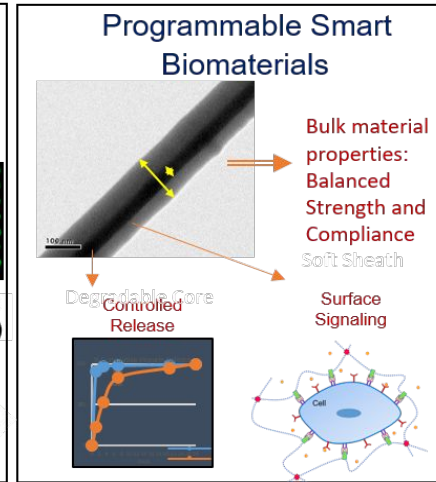 Programmable Smart
Biomaterials
Bulk material
properties:
Balanced
Strength and
Compliance
100 nm
Soft Sheath
Degradable Core
Controlled
Release
Surface
Signaling
Cell